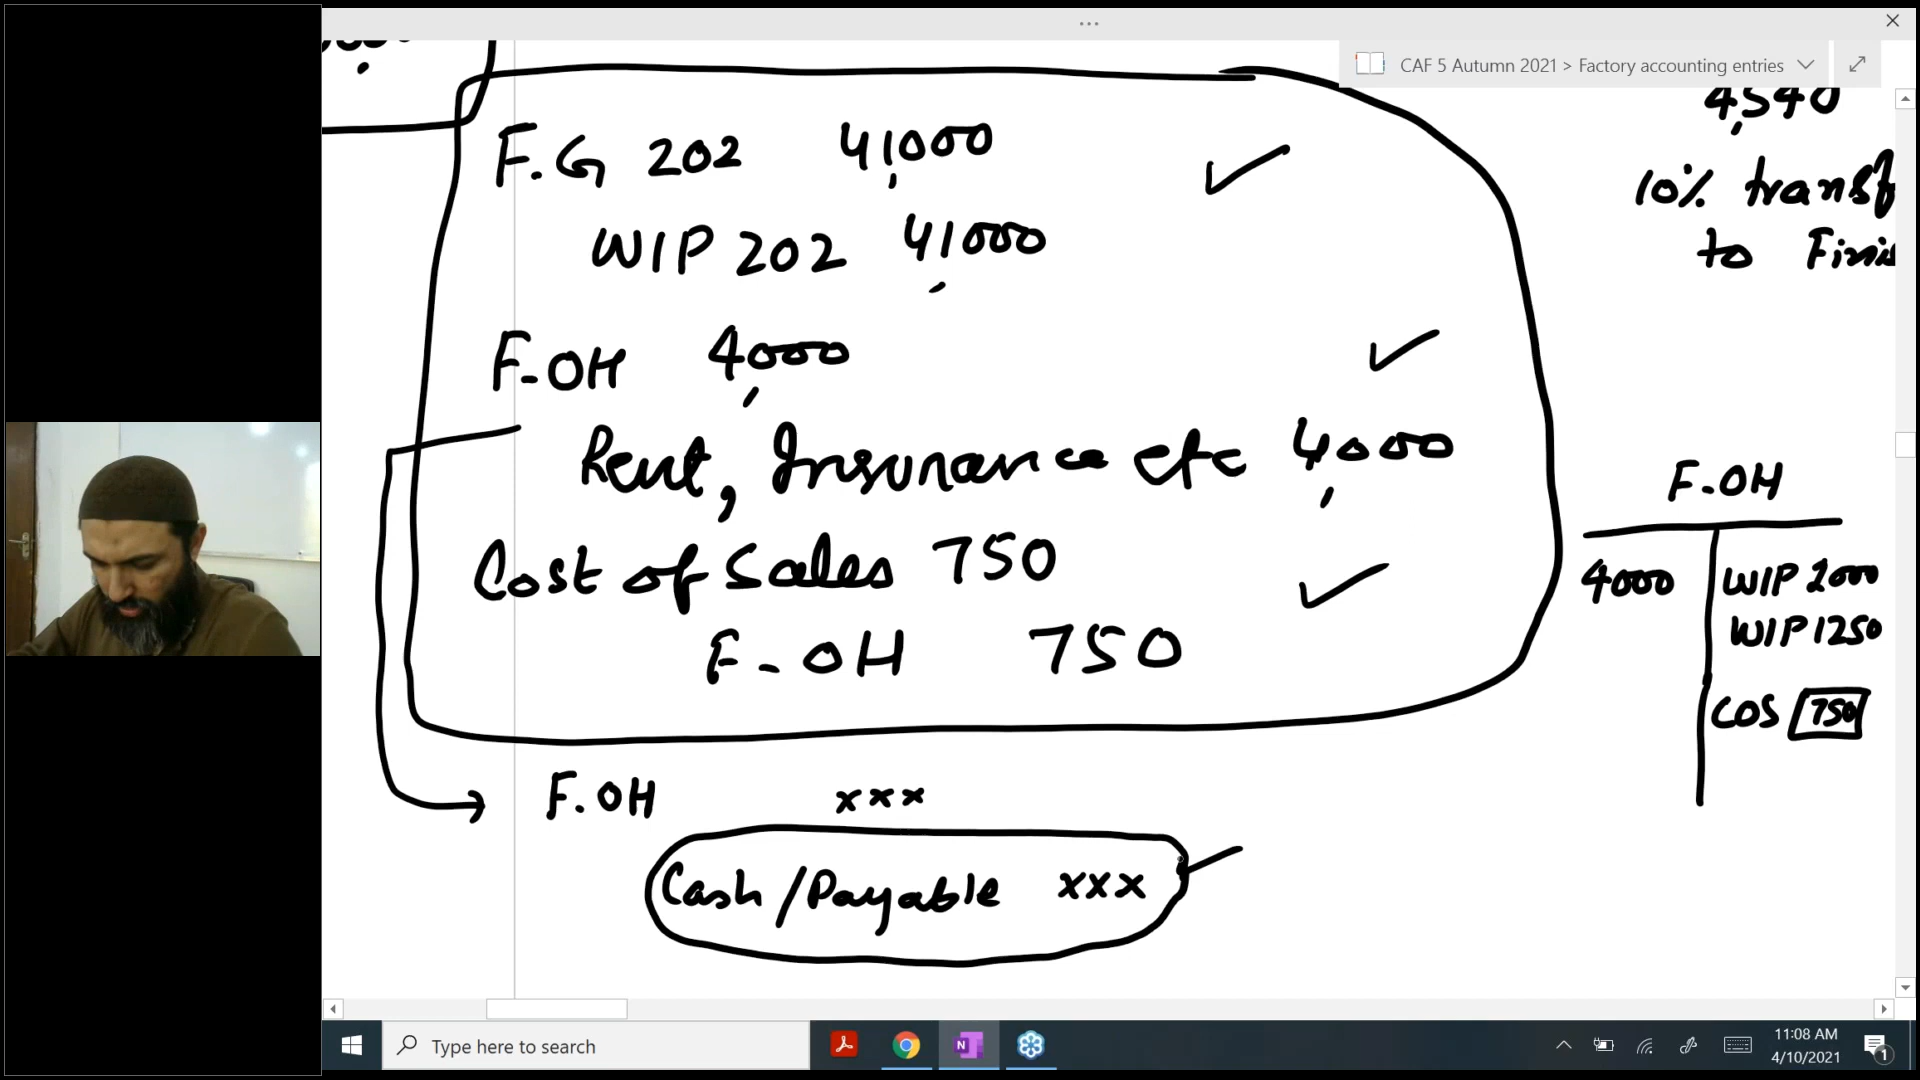 CAF 5 Autumn 2021 > Factory accounting entries
4,540
10% transf
to Finis
F.G 202 41,000
WIP 202 41,000
F-OH 4,000
Rent, Insurance etc 4,000
Cost of Sales 750
F-OH 750
F-OH
4000 WIP 2000
WIP 1250
COS 750
F.OH xxx
Cash/Payable xxx
Type here to search
N
11:08 AM
4/10/2021
1